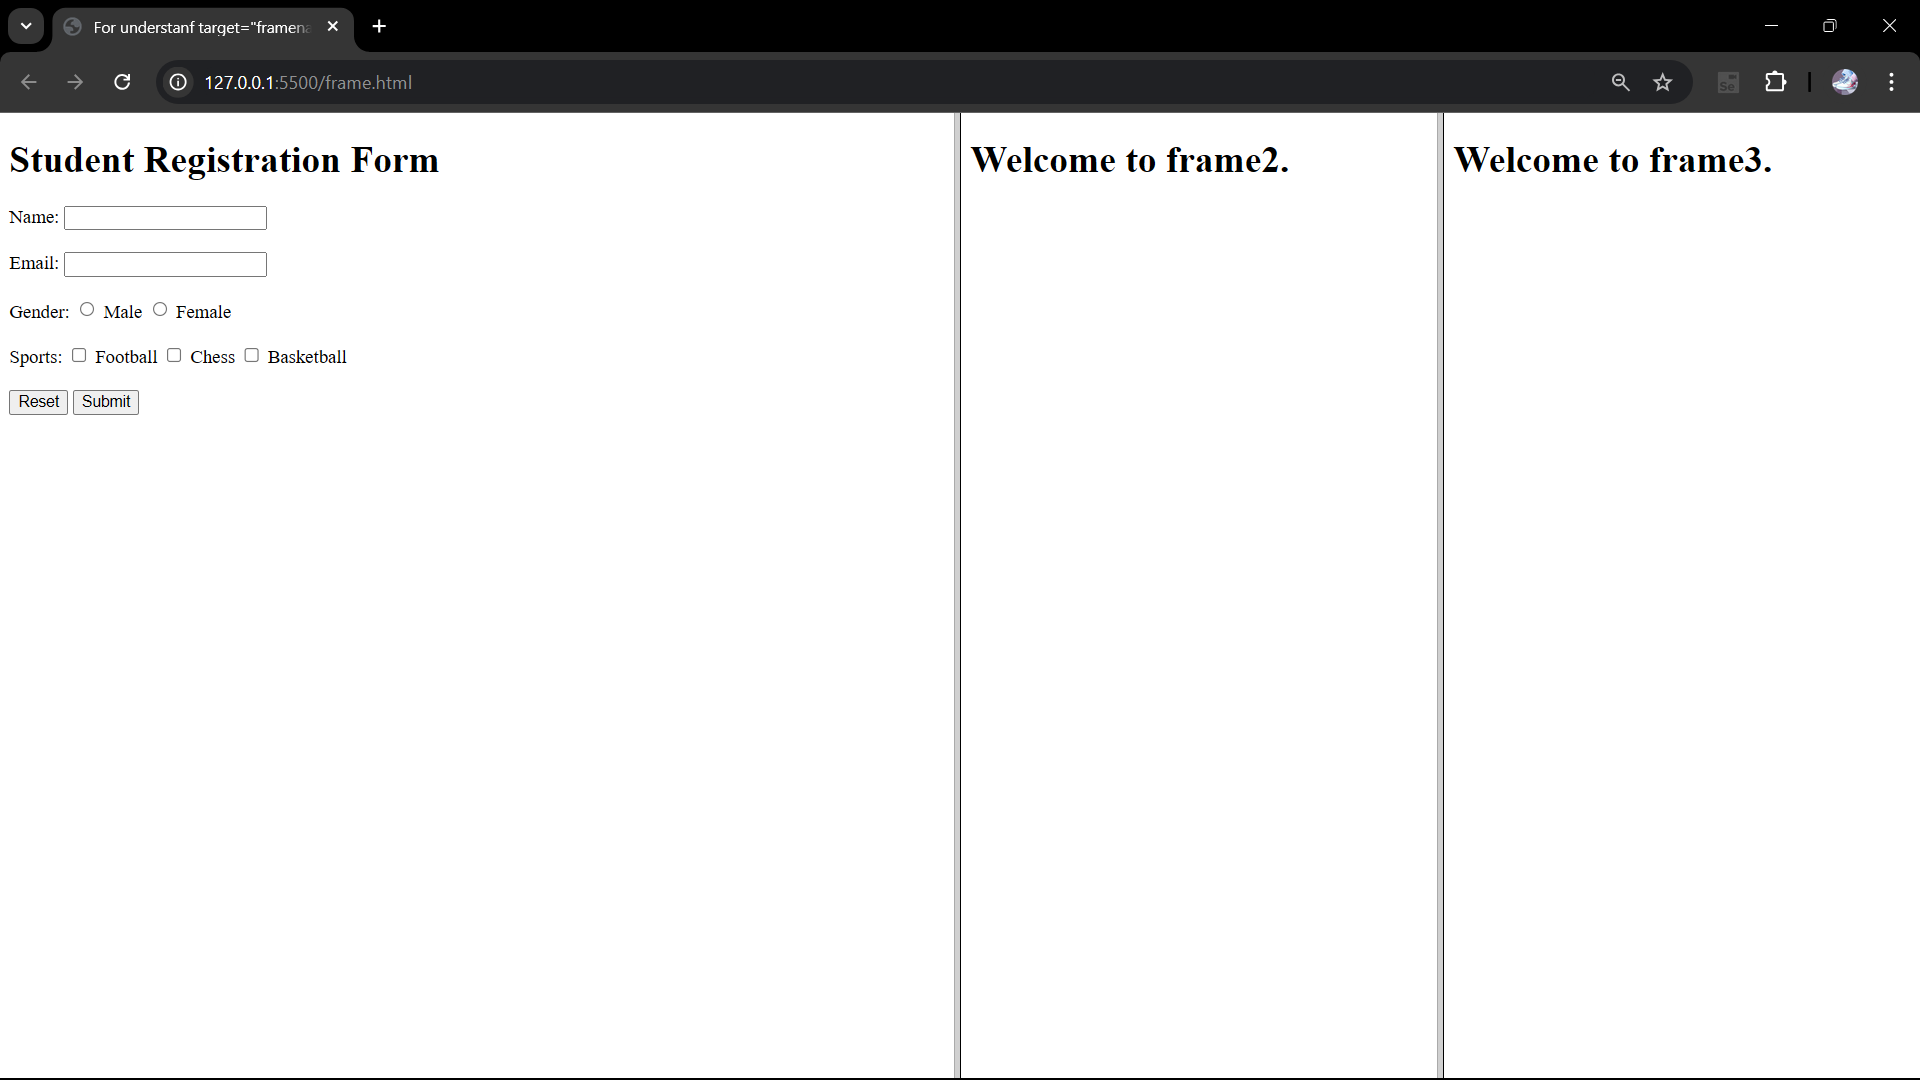 For understanf target="framena
127.0.0.1:5500/frame.html
Se
Student Registration Form
Name:
Email:
Gender: Male Female
Sports: Football Chess Basketball
Reset Submit
Welcome to frame2.
Welcome to frame3.